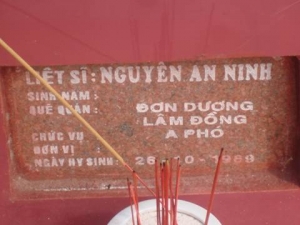 LIỆT SĨ: NGUYỄN AN NINH
SINH NĂM:
QUÊ QUÁN: ĐƠN DƯƠNG
LÂM ĐỒNG
CHỨC VỤ A PHÓ
ĐƠN VỊ:
NGÀY HY SINH: